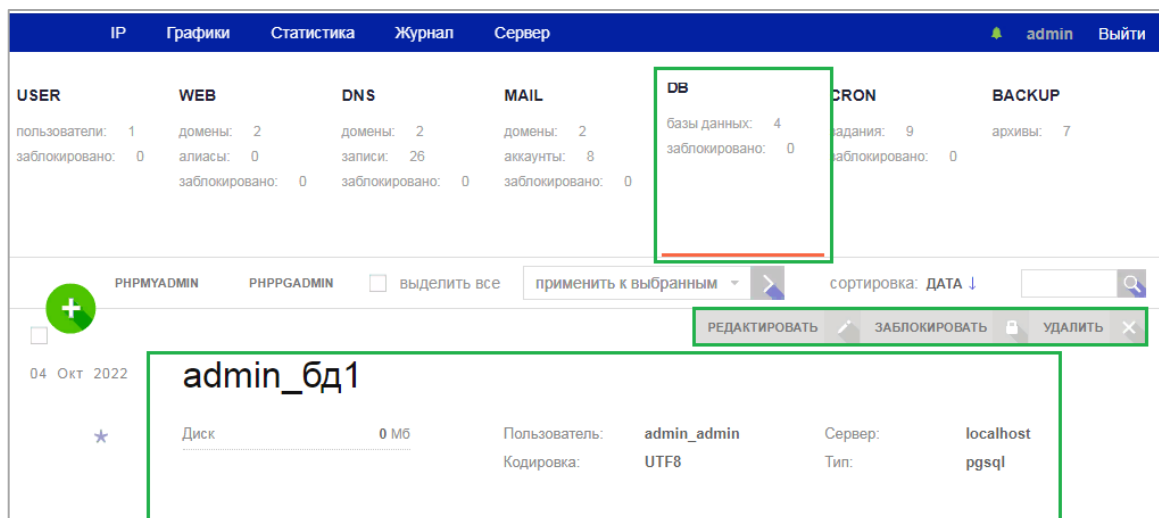 IP Графики Статистика Журнал Сервер admin Выйти
USER WEB DNS MAIL DB CRON BACKUP
пользователи: 1 домены: 2 домены: 2 домены: 2 базы данных: 4 задания: 9 архивы: 7
заблокировано: 0 алиасы: 0 записи: 26 аккаунты: 8 заблокировано: 0 заблокировано: 0
заблокировано: 0 заблокировано: 0 заблокировано: 0
PHPMYADMIN PHPPGADMIN выделить все применить к выбранным сортировка: ДАТА ↓
РЕДАКТИРОВАТЬ ЗАБЛОКИРОВАТЬ УДАЛИТЬ
04 Окт 2022 admin_бд1
Диск 0 Мб Пользователь: admin_admin Сервер: localhost
Кодировка: UTF8 Тип: pgsql